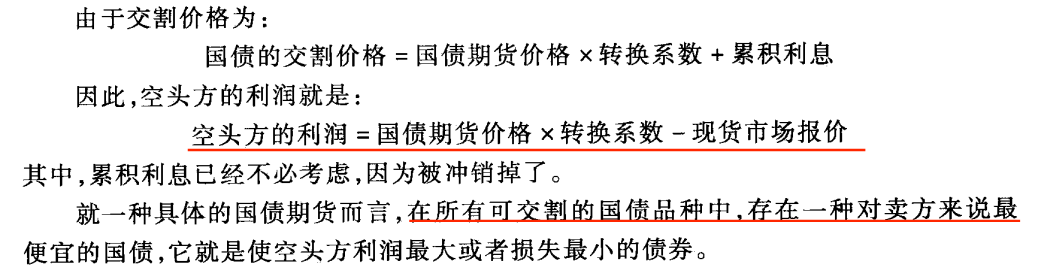 由于交割价格为:
国债的交割价格=国债期货价格×转换系数+累积利息
因此,空头方的利润就是:
空头方的利润=国债期货价格×转换系数-现货市场报价
其中,累积利息已经不必考虑,因为被冲销掉了。
就一种具体的国债期货而言,在所有可交割的国债品种中,存在一种对卖方来说最
便宜的国债,它就是使空头方利润最大或者损失最小的债券。